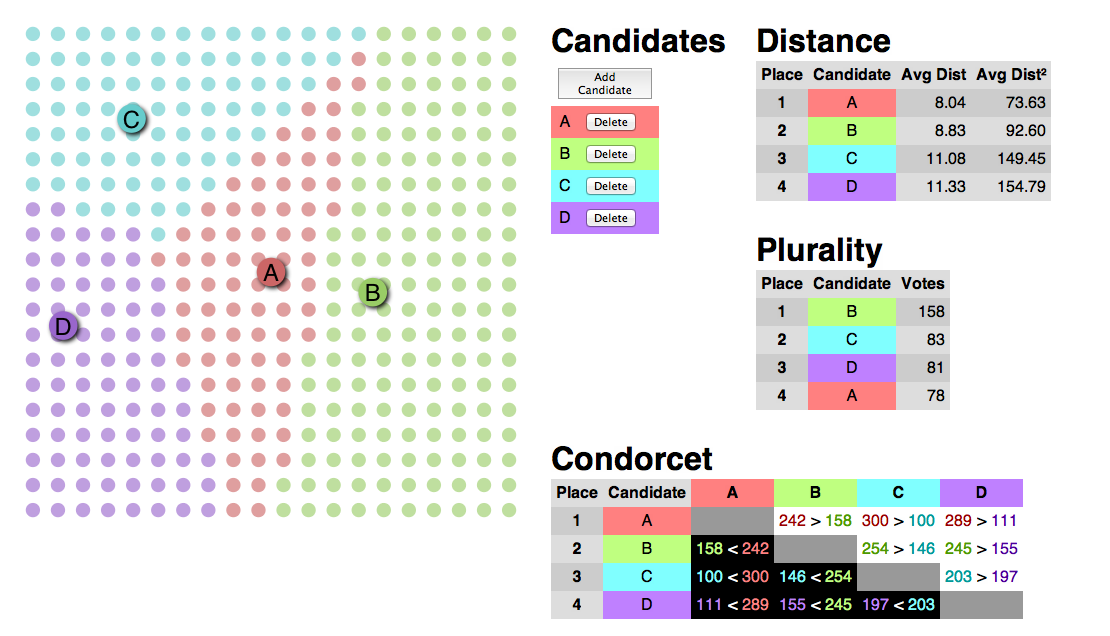 C
A
B
D
Candidates
Add
Candidate
A Delete
B Delete
C Delete
D Delete
Distance
Place Candidate Avg Dist Avg Dist²
1 A 8.04 73.63
2 B 8.83 92.60
3 C 11.08 149.45
4 D 11.33 154.79
Plurality
Place Candidate Votes
1 B 158
2 C 83
3 D 81
4 A 78
Condorcet
Place Candidate A B C D
1 A 242 > 158 300 > 100 289 > 111
2 B 158 < 242 254 > 146 245 > 155
3 C 100 < 300 146 < 254 203 > 197
4 D 111 < 289 155 < 245 197 < 203